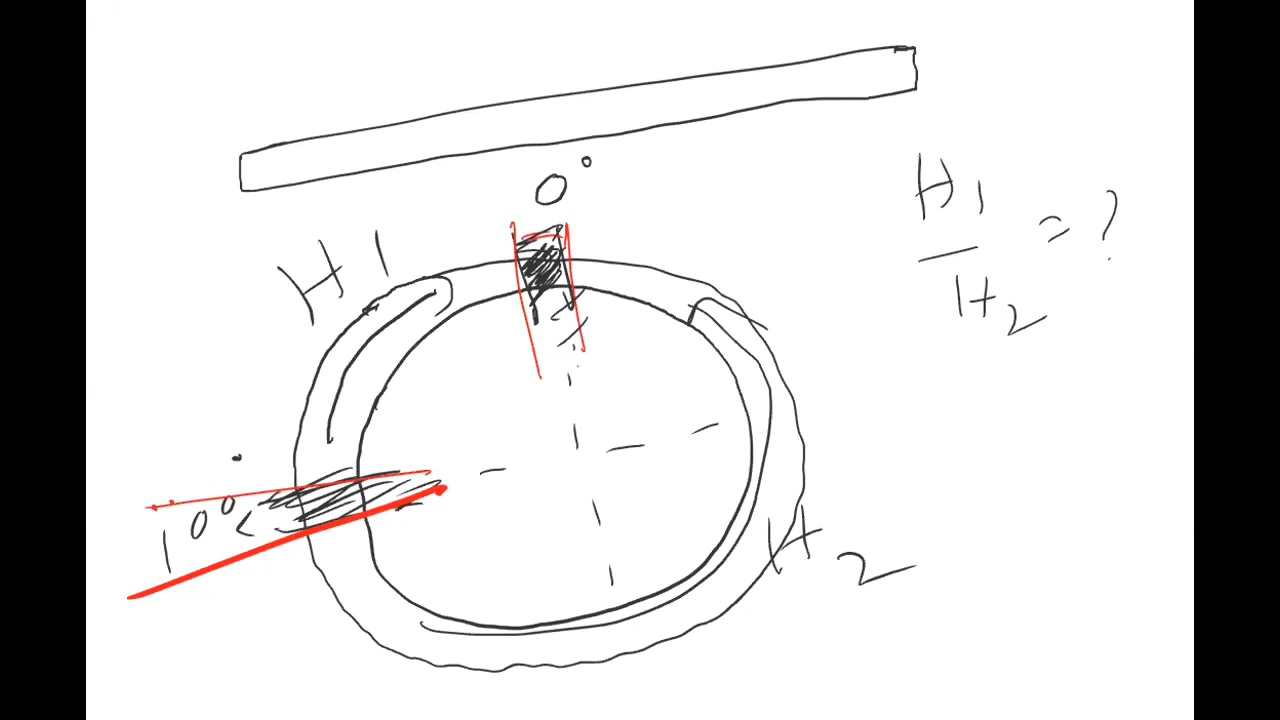 0°
H1
H1
— = ?
H2
10°<
H2